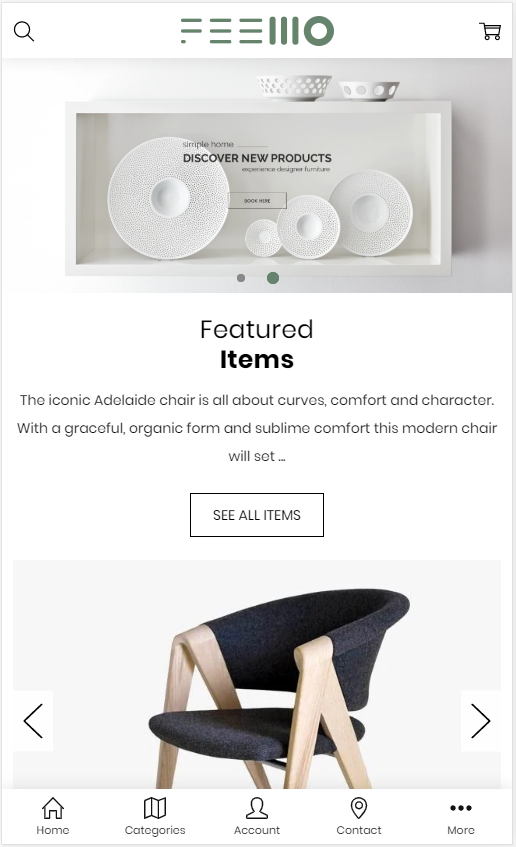 FEEMO
simple home
DISCOVER NEW PRODUCTS
experience designer furniture
BOOK HERE
Featured
Items
The iconic Adelaide chair is all about curves, comfort and character.
With a graceful, organic form and sublime comfort this modern chair
will set ...
SEE ALL ITEMS
Home
Categories
Account
Contact
More